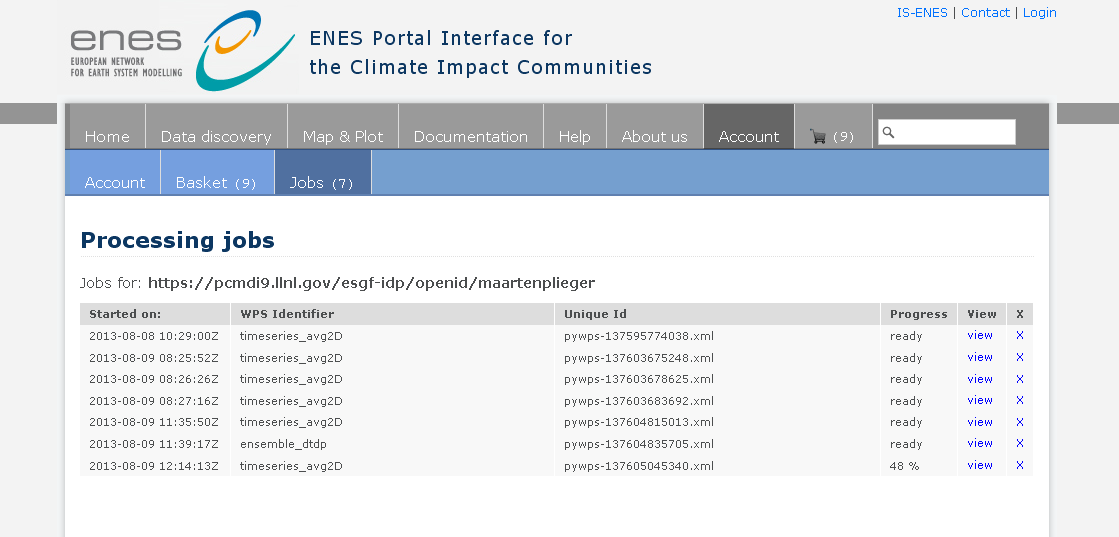 IS-ENES | Contact | Login
enes
EUROPEAN NETWORK
FOR EARTH SYSTEM MODELLING
ENES Portal Interface for
the Climate Impact Communities
Home Data discovery Map & Plot Documentation Help About us Account (9)
Account Basket (9) Jobs (7)
Processing jobs
Jobs for: https://pcmdi9.llnl.gov/esgf-idp/openid/maartenplieger
Started on: WPS Identifier Unique Id Progress View X
2013-08-08 10:29:00Z timeseries_avg2D pywps-137595774038.xml ready view X
2013-08-09 08:25:52Z timeseries_avg2D pywps-137603675248.xml ready view X
2013-08-09 08:26:26Z timeseries_avg2D pywps-137603678625.xml ready view X
2013-08-09 08:27:16Z timeseries_avg2D pywps-137603683692.xml ready view X
2013-08-09 11:35:50Z timeseries_avg2D pywps-137604815013.xml ready view X
2013-08-09 11:39:17Z ensemble_dtdp pywps-137604835705.xml ready view X
2013-08-09 12:14:13Z timeseries_avg2D pywps-137605045340.xml 48 % view X